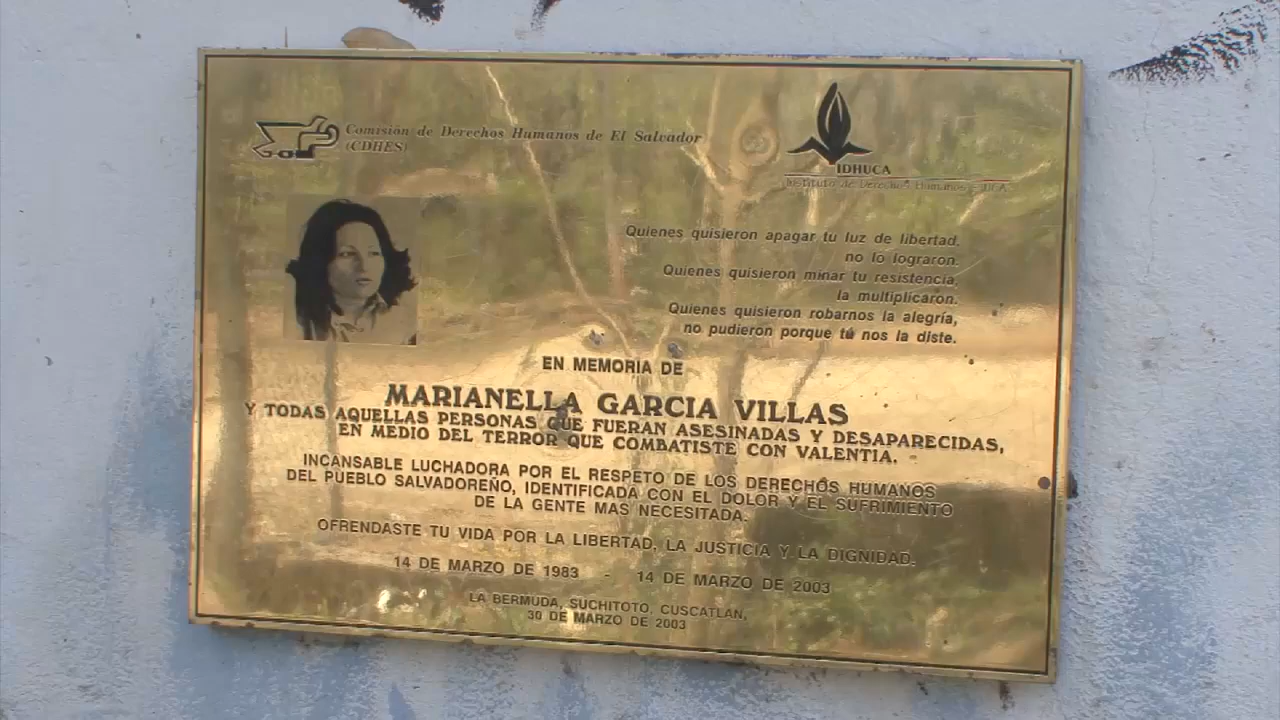 Comisión de Derechos Humanos de El Salvador
(CDHES)
IDHUCA
Instituto de Derechos Humanos - UCA
Quienes quisieron apagar tu luz de libertad,
no lo lograron.
Quienes quisieron minar tu resistencia,
la multiplicaron.
Quienes quisieron robarnos la alegría,
no pudieron porque tú nos la diste.
EN MEMORIA DE
MARIANELLA GARCIA VILLAS
Y TODAS AQUELLAS PERSONAS QUE FUERAN ASESINADAS Y DESAPARECIDAS,
EN MEDIO DEL TERROR QUE COMBATISTE CON VALENTIA.
INCANSABLE LUCHADORA POR EL RESPETO DE LOS DERECHOS HUMANOS
DEL PUEBLO SALVADOREÑO, IDENTIFICADA CON EL DOLOR Y EL SUFRIMIENTO
DE LA GENTE MAS NECESITADA.
OFRENDASTE TU VIDA POR LA LIBERTAD, LA JUSTICIA Y LA DIGNIDAD.
14 DE MARZO DE 1983 - 14 DE MARZO DE 2003
LA BERMUDA, SUCHITOTO, CUSCATLAN,
30 DE MARZO DE 2003